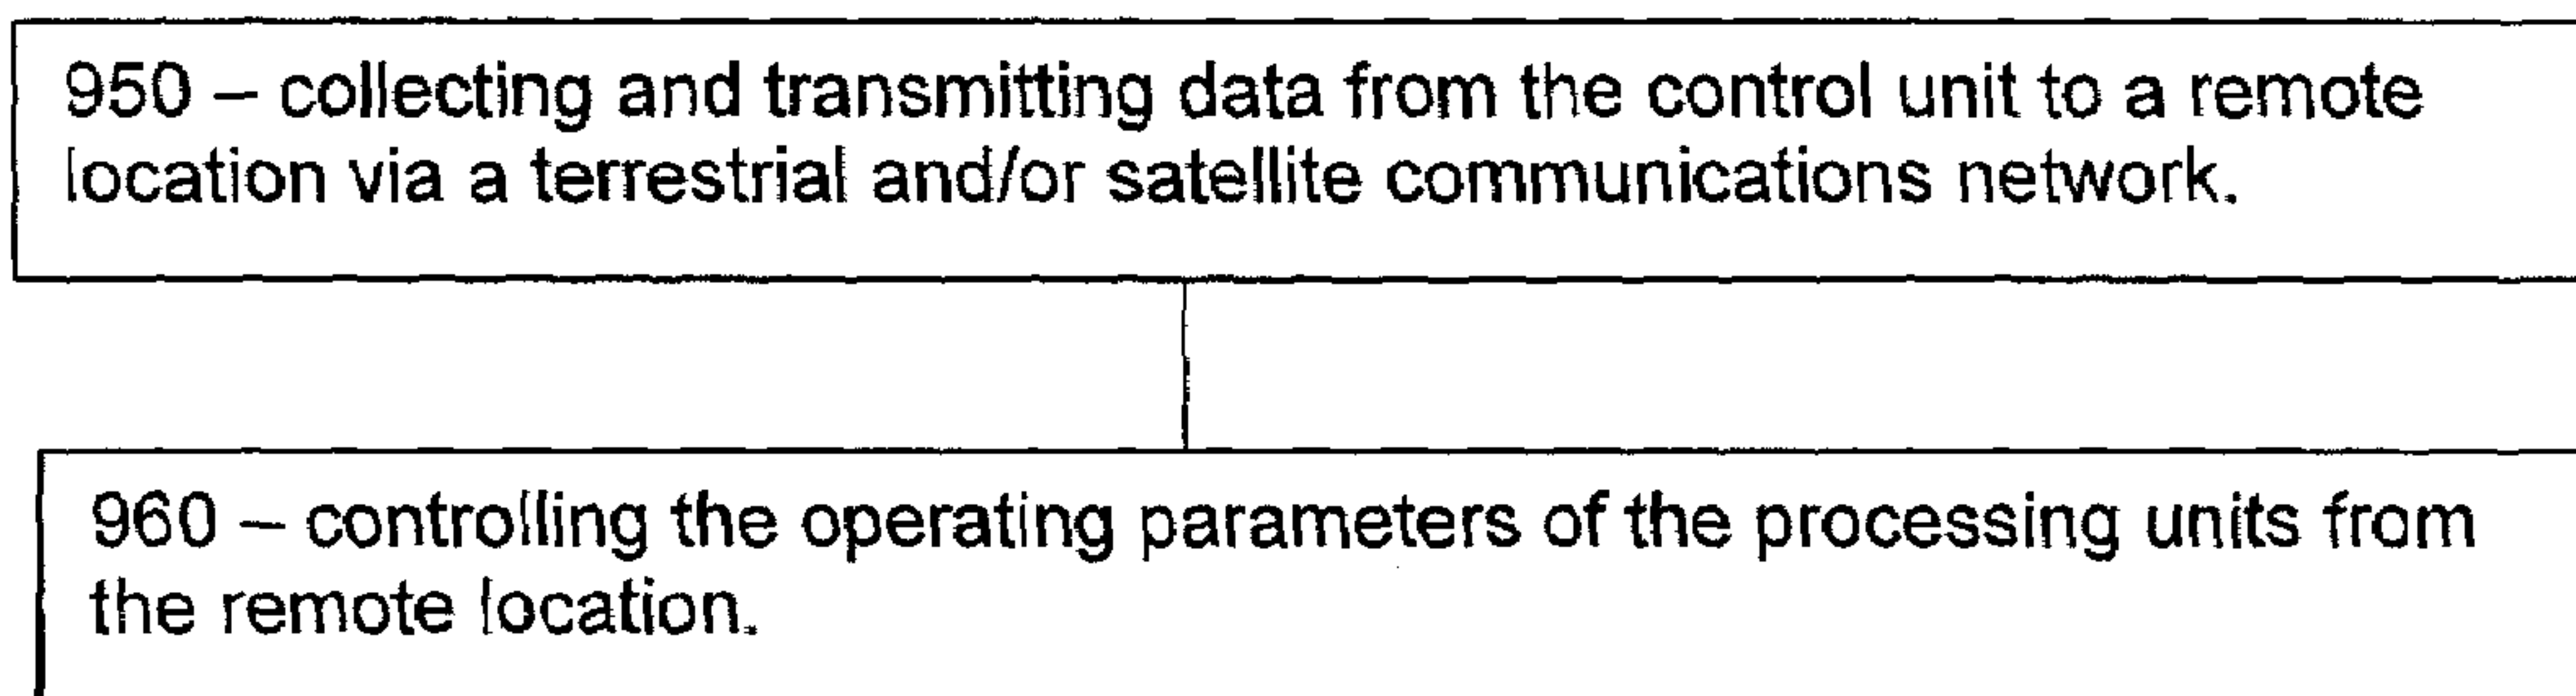 950 – collecting and transmitting data from the control unit to a remote
location via a terrestrial and/or satellite communications network.
960 – controlling the operating parameters of the processing units from
the remote location.